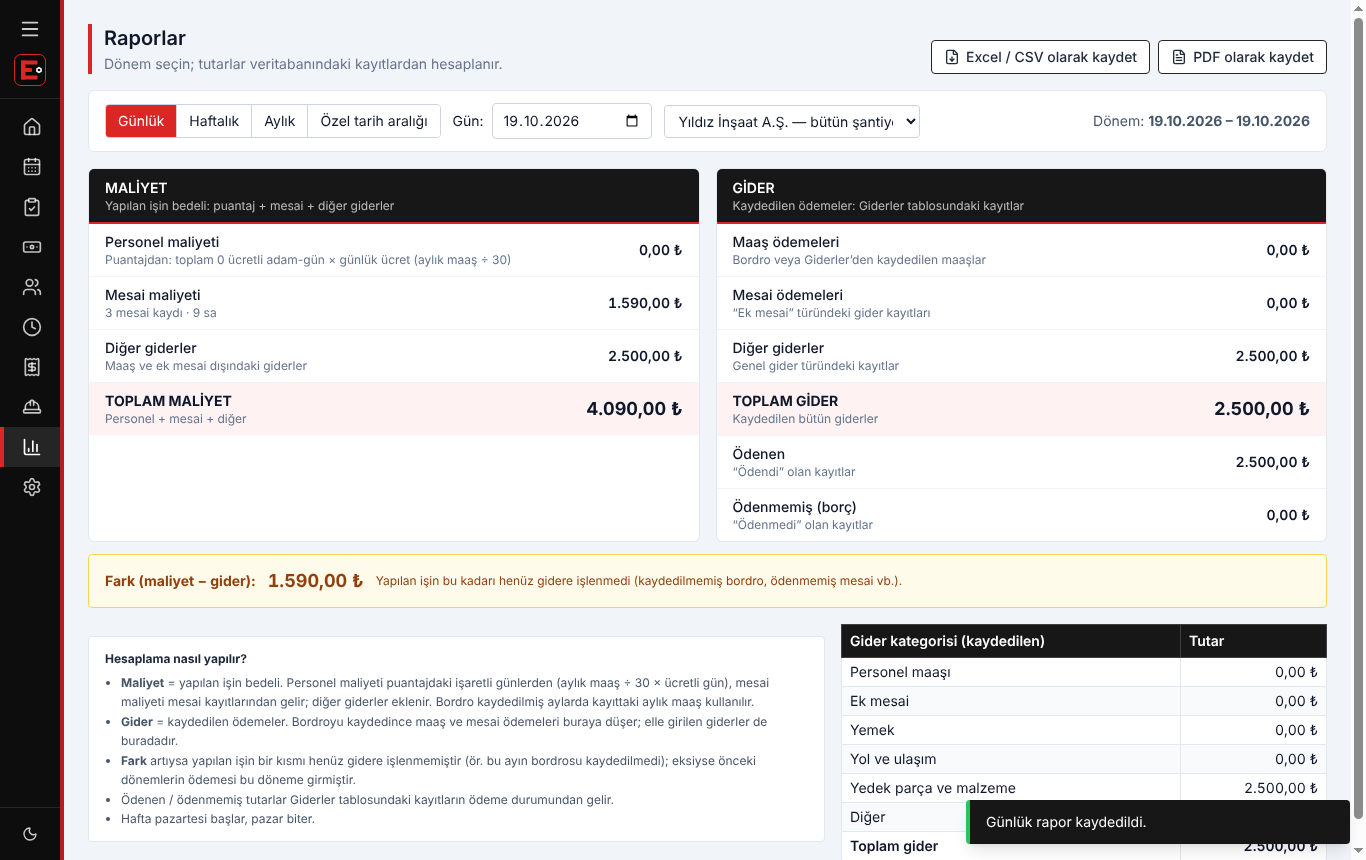 Raporlar
Dönem seçin; tutarlar veritabanındaki kayıtlardan hesaplanır.
Excel / CSV olarak kaydet
PDF olarak kaydet
Günlük
Haftalık
Aylık
Özel tarih aralığı
Gün:
19.10.2026
Yıldız İnşaat A.Ş. — bütün şantiy
Dönem: 19.10.2026 – 19.10.2026
MALİYET
Yapılan işin bedeli: puantaj + mesai + diğer giderler
Personel maliyeti
0,00 ₺
Puantajdan: toplam 0 ücretli adam-gün × günlük ücret (aylık maaş ÷ 30)
Mesai maliyeti
1.590,00 ₺
3 mesai kaydı · 9 sa
Diğer giderler
2.500,00 ₺
Maaş ve ek mesai dışındaki giderler
TOPLAM MALİYET
4.090,00 ₺
Personel + mesai + diğer
GİDER
Kaydedilen ödemeler: Giderler tablosundaki kayıtlar
Maaş ödemeleri
0,00 ₺
Bordro veya Giderler’den kaydedilen maaşlar
Mesai ödemeleri
0,00 ₺
“Ek mesai” türündeki gider kayıtları
Diğer giderler
2.500,00 ₺
Genel gider türündeki kayıtlar
TOPLAM GİDER
2.500,00 ₺
Kaydedilen bütün giderler
Ödenen
2.500,00 ₺
“Ödendi” olan kayıtlar
Ödenmemiş (borç)
0,00 ₺
“Ödenmedi” olan kayıtlar
Fark (maliyet – gider): 1.590,00 ₺ Yapılan işin bu kadarı henüz gidere işlenmedi (kaydedilmemiş bordro, ödenmemiş mesai vb.).
Hesaplama nasıl yapılır?
• Maliyet = yapılan işin bedeli. Personel maliyeti puantajdaki işaretli günlerden (aylık maaş ÷ 30 × ücretli gün), mesai
maliyeti mesai kayıtlarından gelir; diğer giderler eklenir. Bordro kaydedilmiş aylarda kayıttaki aylık maaş kullanılır.
• Gider = kaydedilen ödemeler. Bordroyu kaydedince maaş ve mesai ödemeleri buraya düşer; elle girilen giderler de
buradadır.
• Fark artıysa yapılan işin bir kısmı henüz gidere işlenmemiştir (ör. bu ayın bordrosu kaydedilmedi); eksiyse önceki
dönemlerin ödemesi bu döneme girmiştir.
• Ödenen / ödenmemiş tutarlar Giderler tablosundaki kayıtların ödeme durumundan gelir.
• Hafta pazartesi başlar, pazar biter.
Gider kategorisi (kaydedilen) Tutar
Personel maaşı 0,00 ₺
Ek mesai 0,00 ₺
Yemek 0,00 ₺
Yol ve ulaşım 0,00 ₺
Yedek parça ve malzeme 2.500,00 ₺
Diğer
Günlük rapor kaydedildi.
Toplam gider 2.500,00 ₺